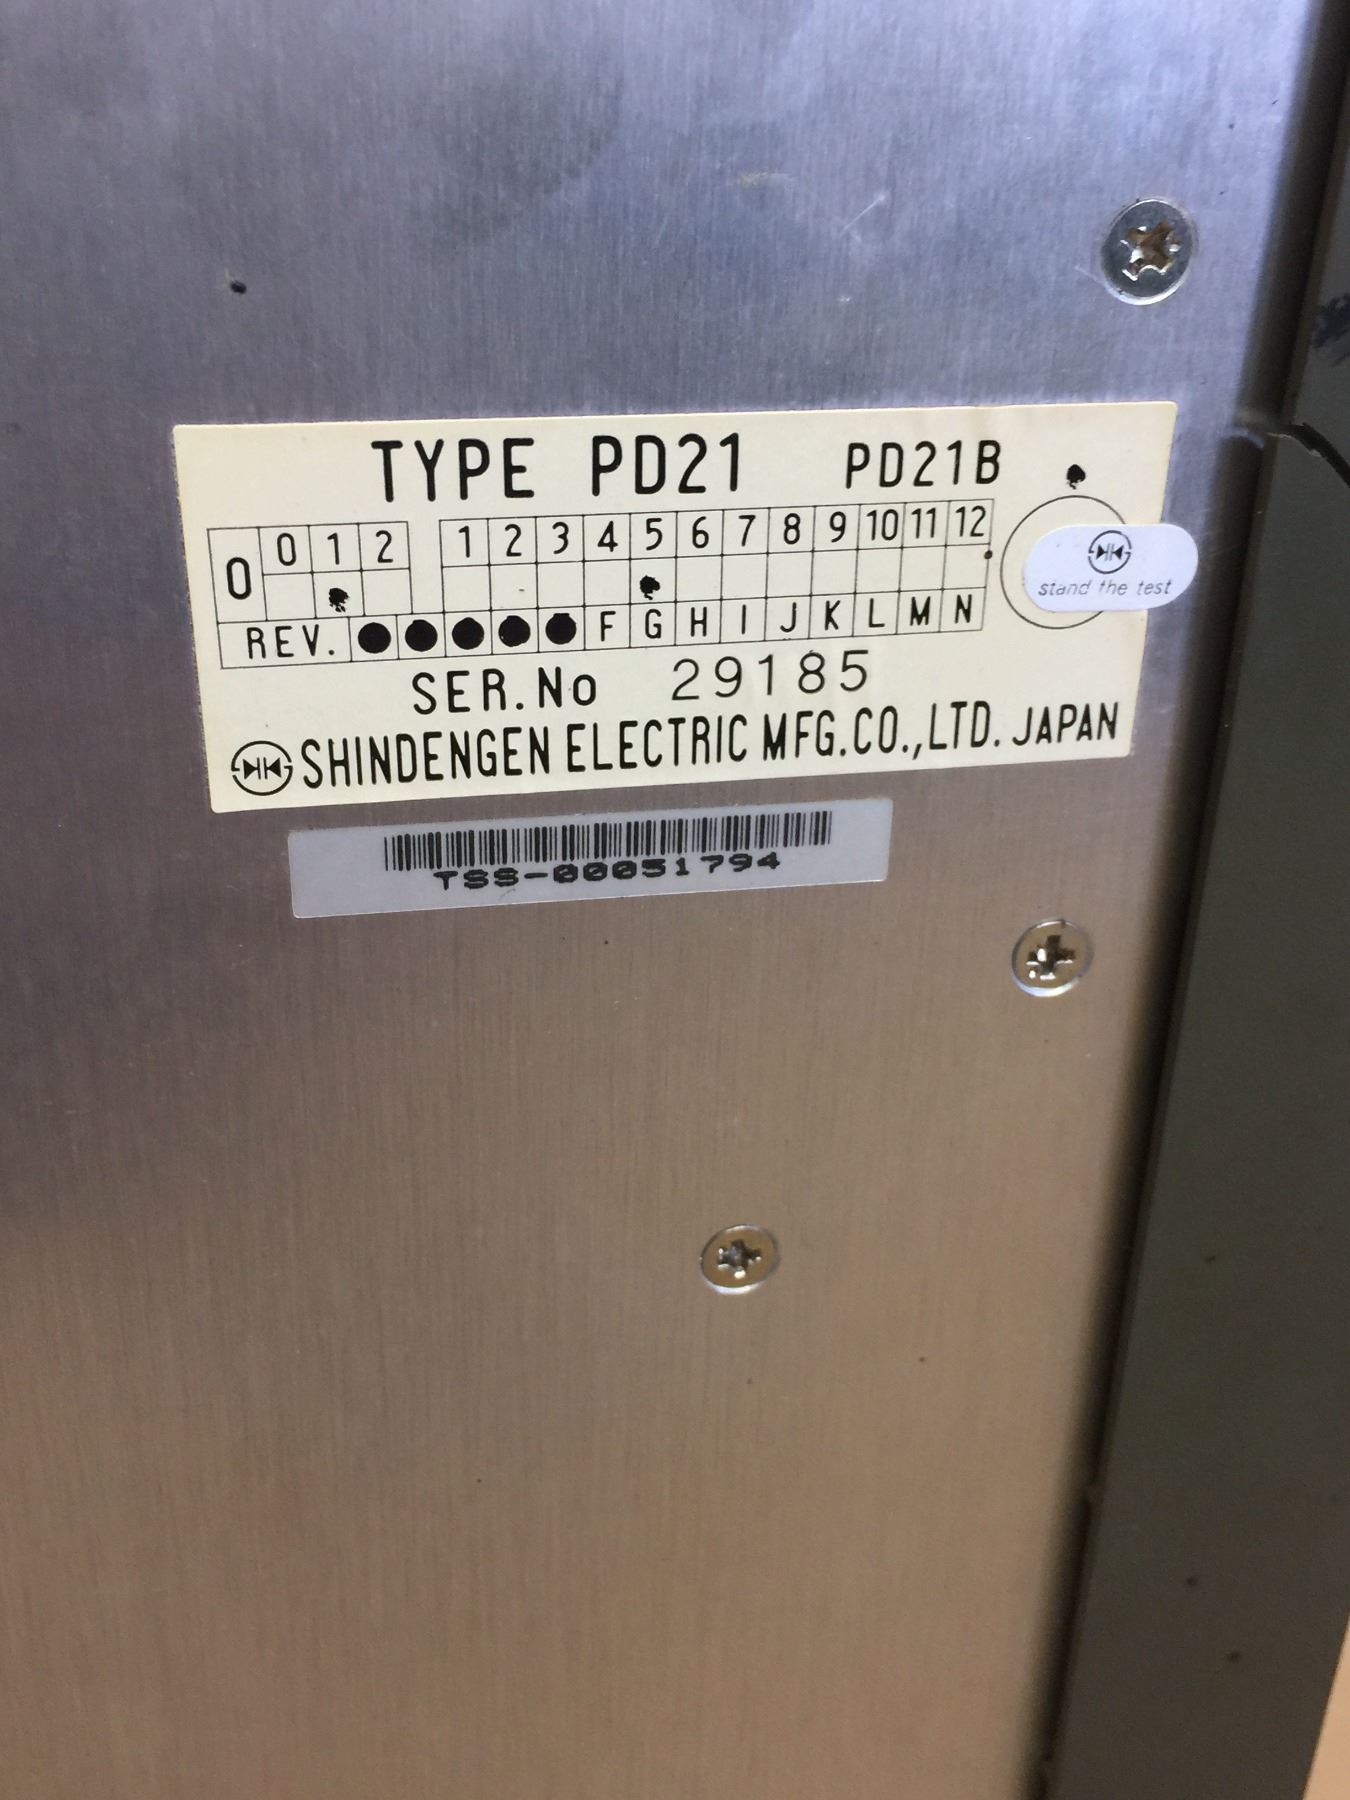 TYPE PD21 PD21B
0 0 1 2 1 2 3 4 5 6 7 8 9 10 11 12
REV. F G H I J K L M N
stand the test
SER.No 29185
SHINDENGEN ELECTRIC MFG.CO.,LTD. JAPAN
TSS-00051794